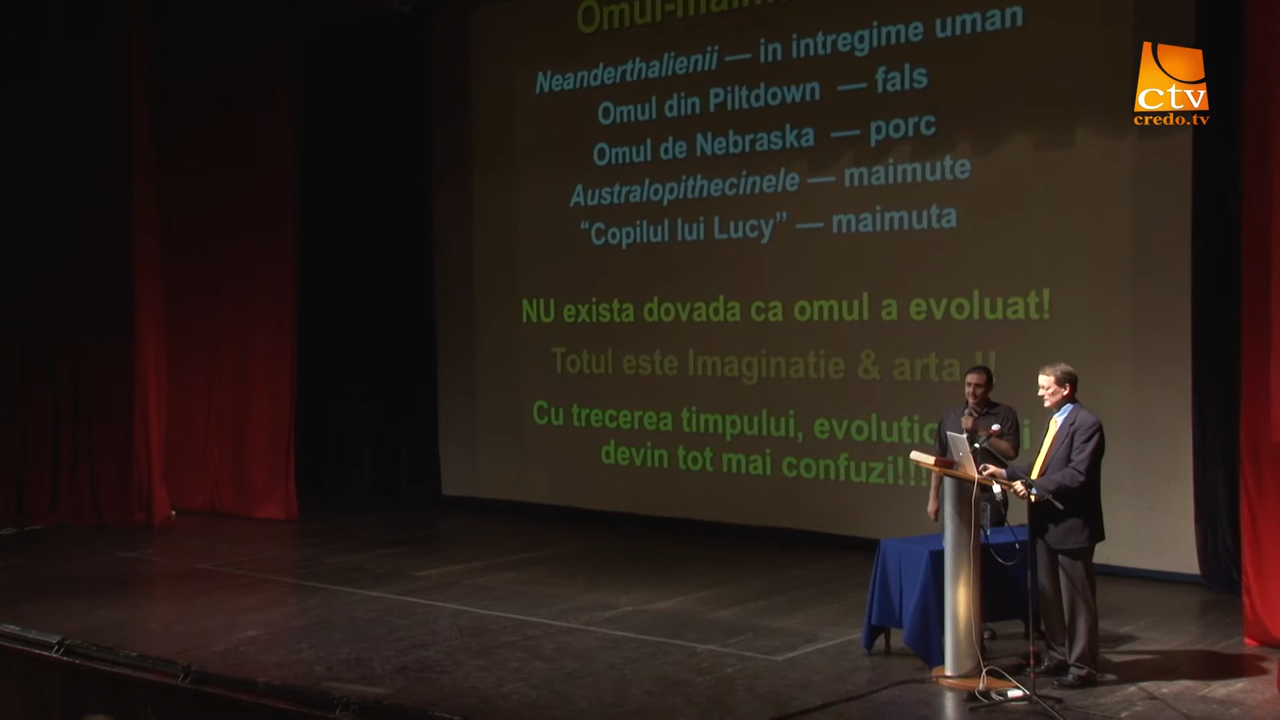 Neanderthalienii — in intregime uman
Omul din Piltdown — fals
Omul de Nebraska — porc
Australopithecinele — maimute
“Copilul lui Lucy” — maimuta
NU exista dovada ca omul a evoluat!
Totul este Imaginatie & arta !!
Cu trecerea timpului,
devin tot mai confuzi!!!
ctv
credo.tv